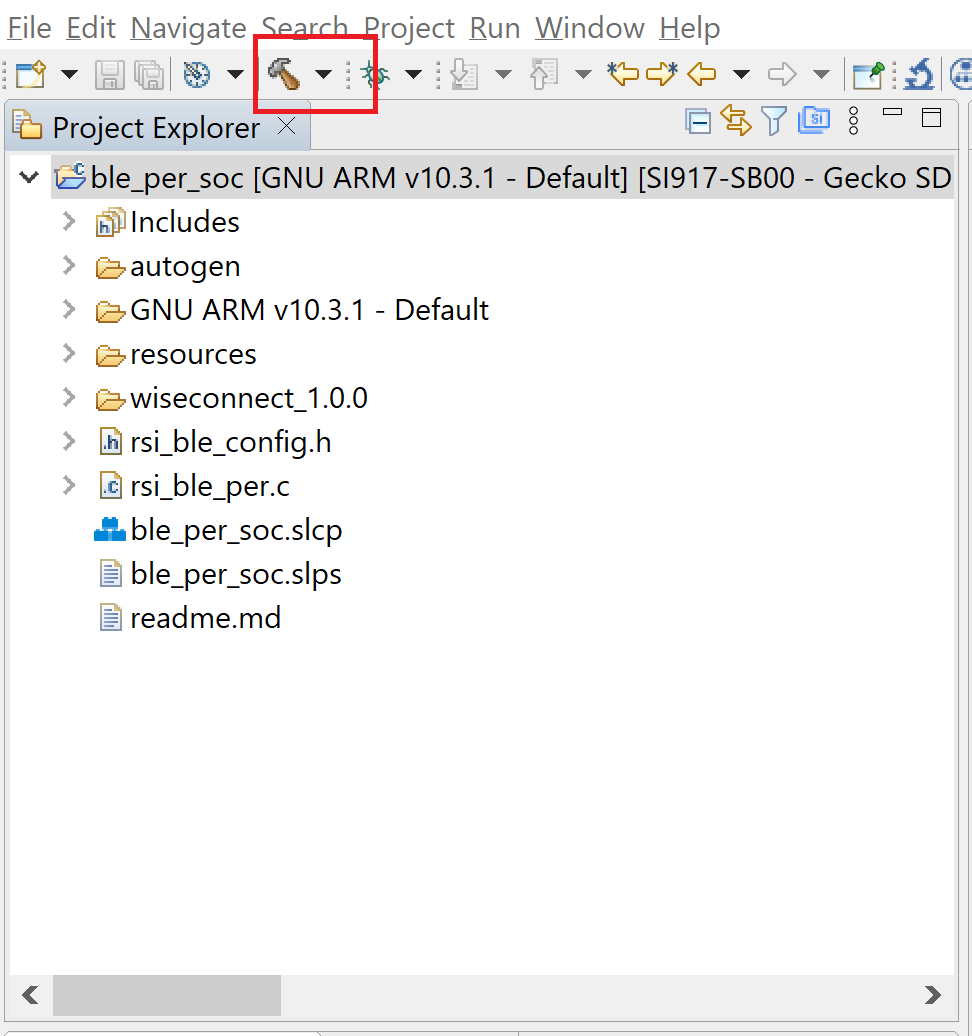 File Edit Navigate Search Project Run Window Help
Project Explorer
ble_per_soc [GNU ARM v10.3.1 - Default] [SI917-SB00 - Gecko SD
Includes
autogen
GNU ARM v10.3.1 - Default
resources
wiseconnect_1.0.0
rsi_ble_config.h
rsi_ble_per.c
ble_per_soc.slcp
ble_per_soc.slps
readme.md